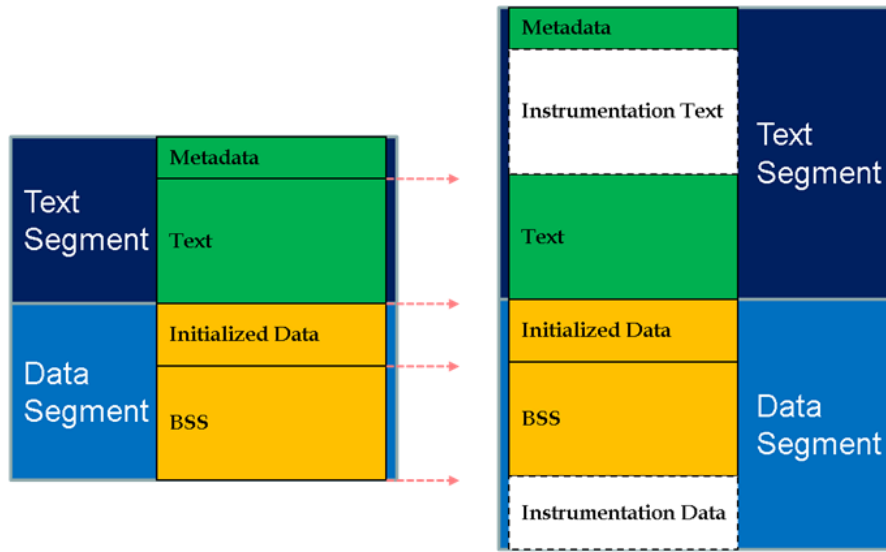 Text
Segment
Metadata
Text
Data
Segment
Initialized Data
BSS
Metadata
Instrumentation Text
Text
Text
Segment
Initialized Data
BSS
Instrumentation Data
Data
Segment